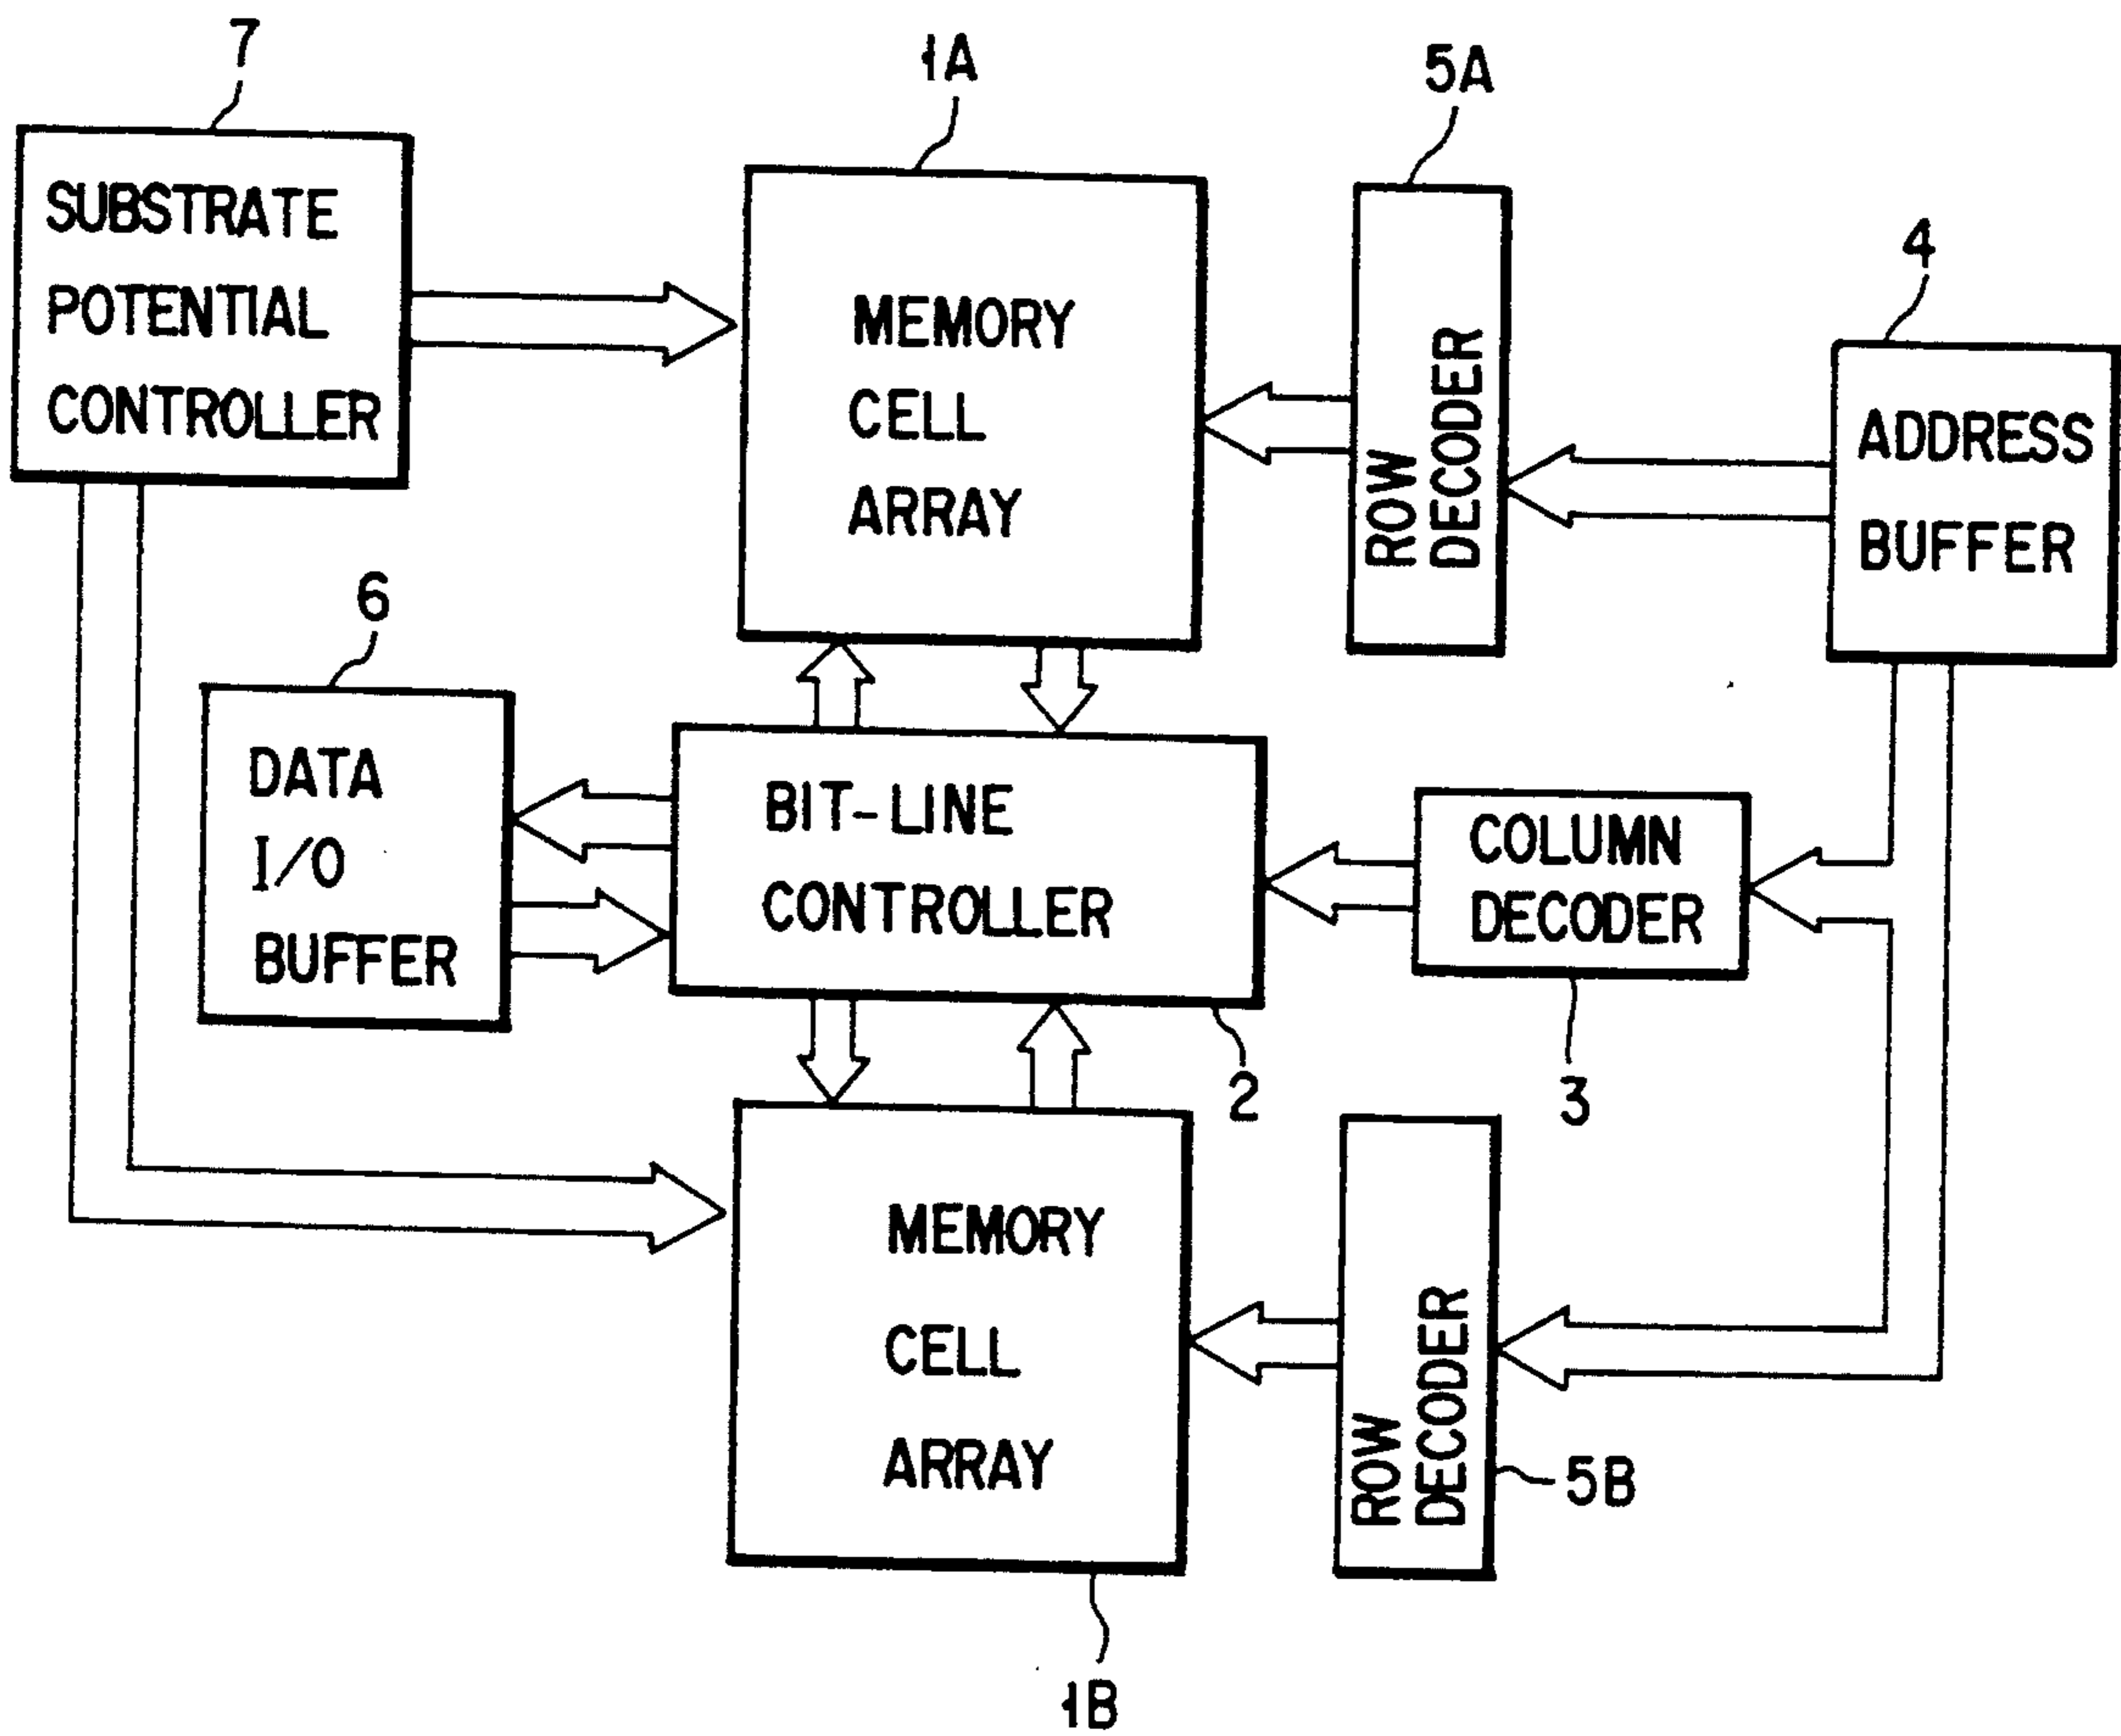 7
1A
5A
4
SUBSTRATE
POTENTIAL
CONTROLLER
MEMORY
CELL
ARRAY
ROW
DECODER
ADDRESS
BUFFER
6
DATA
I/O
BUFFER
BIT-LINE
CONTROLLER
COLUMN
DECODER
2
3
MEMORY
CELL
ARRAY
ROW
DECODER
5B
1B